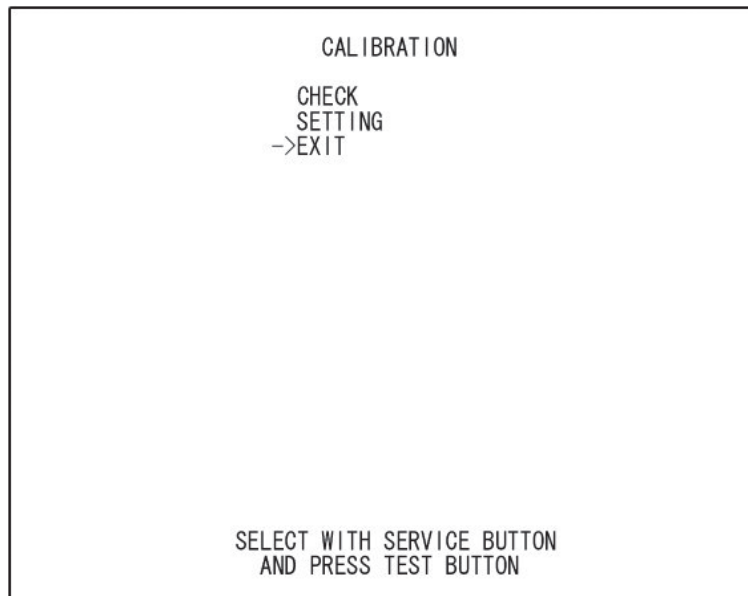 CALIBRATION
CHECK
SETTING
->EXIT
SELECT WITH SERVICE BUTTON
AND PRESS TEST BUTTON